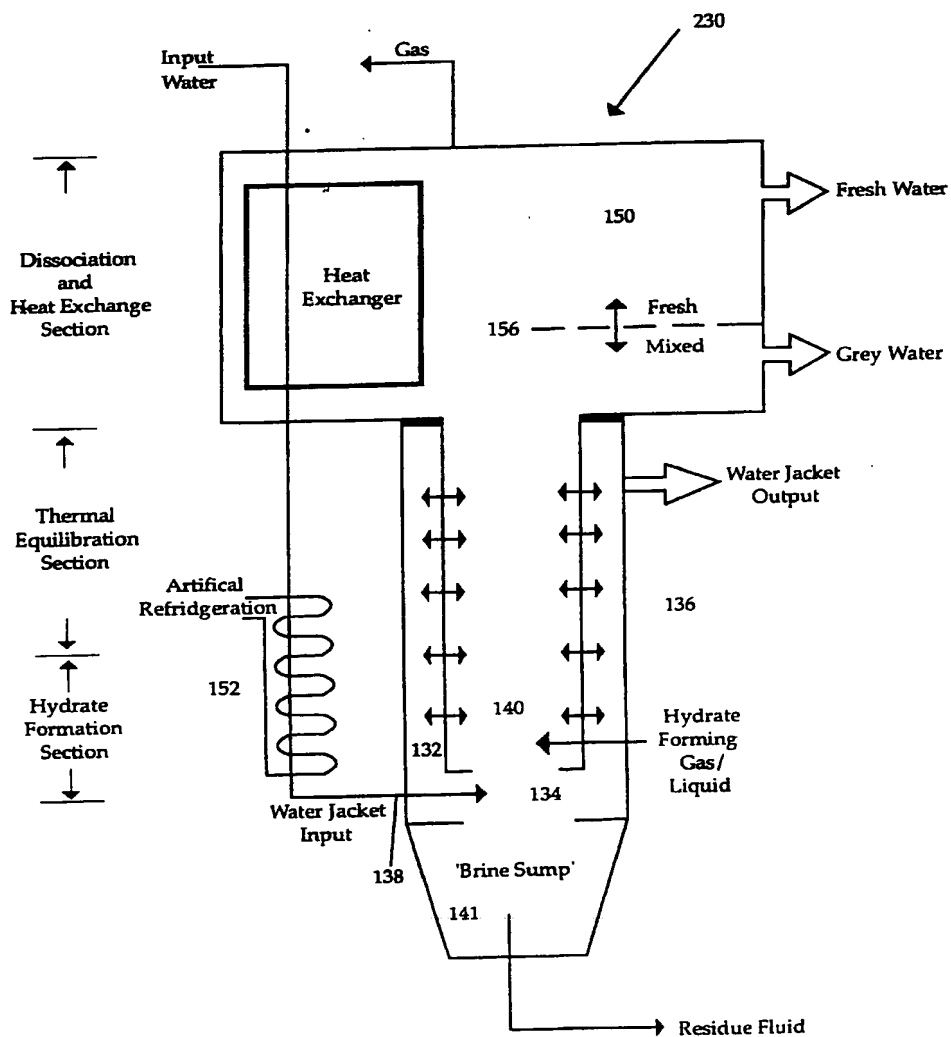 230
Gas
Input
Water
Fresh Water
150
Dissociation
and
Heat Exchange
Section
Heat
Exchanger
156
Fresh
Mixed
Grey Water
Water Jacket
Output
Thermal
Equilibration
Section
Artifical
Refridgeration
136
152
Hydrate
Formation
Section
140
132
Hydrate
Forming
Gas/
Liquid
134
Water Jacket
Input
138
'Brine Sump'
141
Residue Fluid